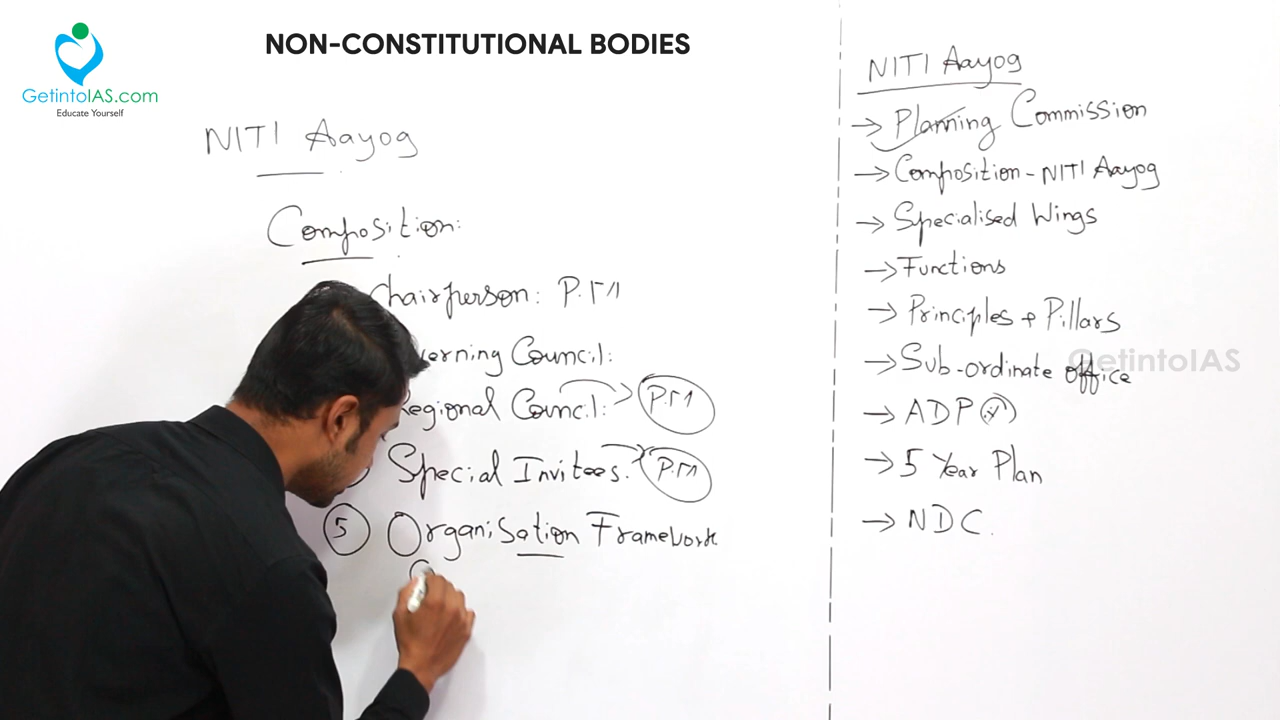 GetintoIAS.com
Educate Yourself
NON-CONSTITUTIONAL BODIES
NITI Aayog
Composition:
Chairperson: P.M
erning Council:
Regional Council: → P.M
Special Invitees. → P.M
5 Organisation Framework
NITI Aayog
→ Planning Commission
→ Composition - NITI Aayog
→ Specialised Wings
→ Functions
→ Principles + Pillars
→ Sub-ordinate office
GetintoIAS
→ ADP
→ 5 Year Plan
→ NDC.